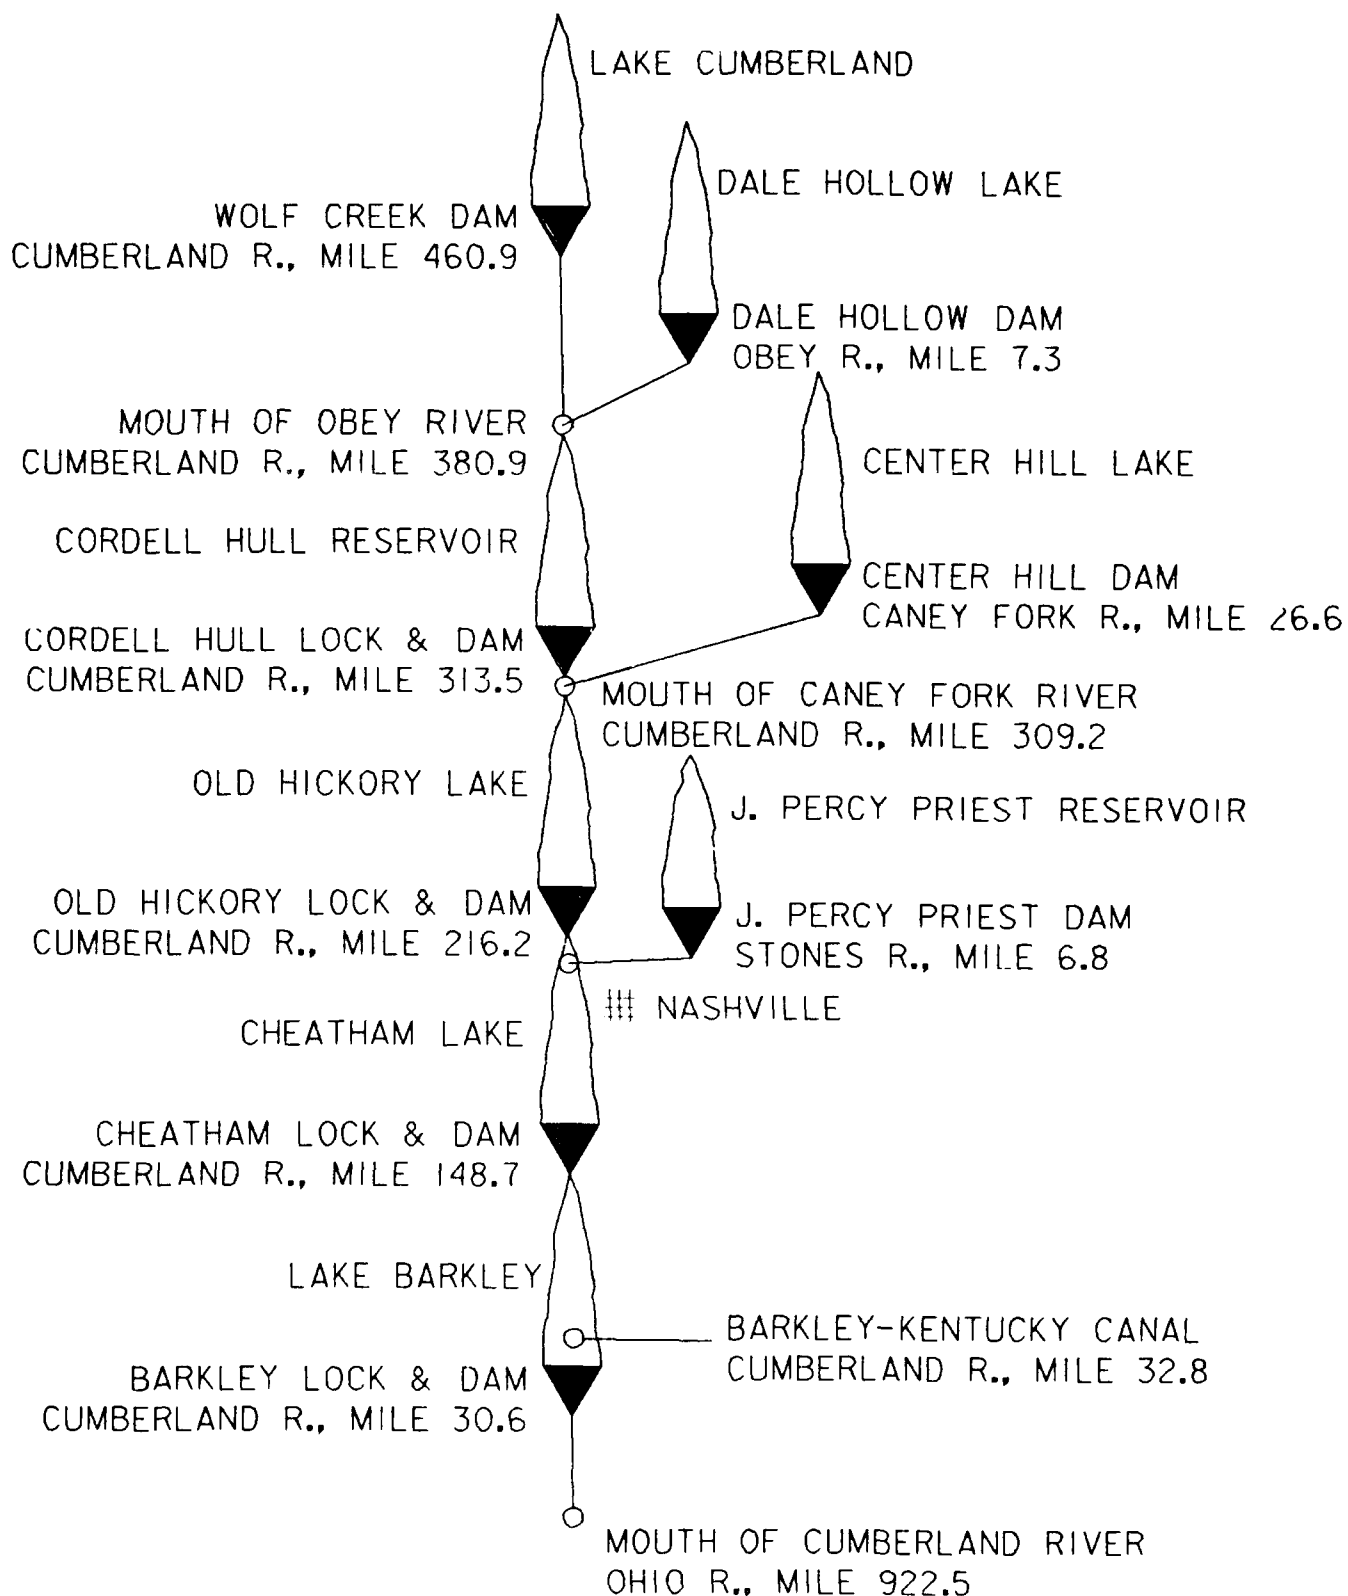 LAKE CUMBERLAND
DALE HOLLOW LAKE
WOLF CREEK DAM
CUMBERLAND R., MILE 460.9
DALE HOLLOW DAM
OBEY R., MILE 7.3
MOUTH OF OBEY RIVER
CUMBERLAND R., MILE 380.9
CENTER HILL LAKE
CORDELL HULL RESERVOIR
CENTER HILL DAM
CANEY FORK R., MILE 26.6
CORDELL HULL LOCK & DAM
CUMBERLAND R., MILE 313.5
MOUTH OF CANEY FORK RIVER
CUMBERLAND R., MILE 309.2
OLD HICKORY LAKE
J. PERCY PRIEST RESERVOIR
OLD HICKORY LOCK & DAM
CUMBERLAND R., MILE 216.2
J. PERCY PRIEST DAM
STONES R., MILE 6.8
NASHVILLE
CHEATHAM LAKE
CHEATHAM LOCK & DAM
CUMBERLAND R., MILE 148.7
LAKE BARKLEY
BARKLEY-KENTUCKY CANAL
CUMBERLAND R., MILE 32.8
BARKLEY LOCK & DAM
CUMBERLAND R., MILE 30.6
MOUTH OF CUMBERLAND RIVER
OHIO R., MILE 922.5